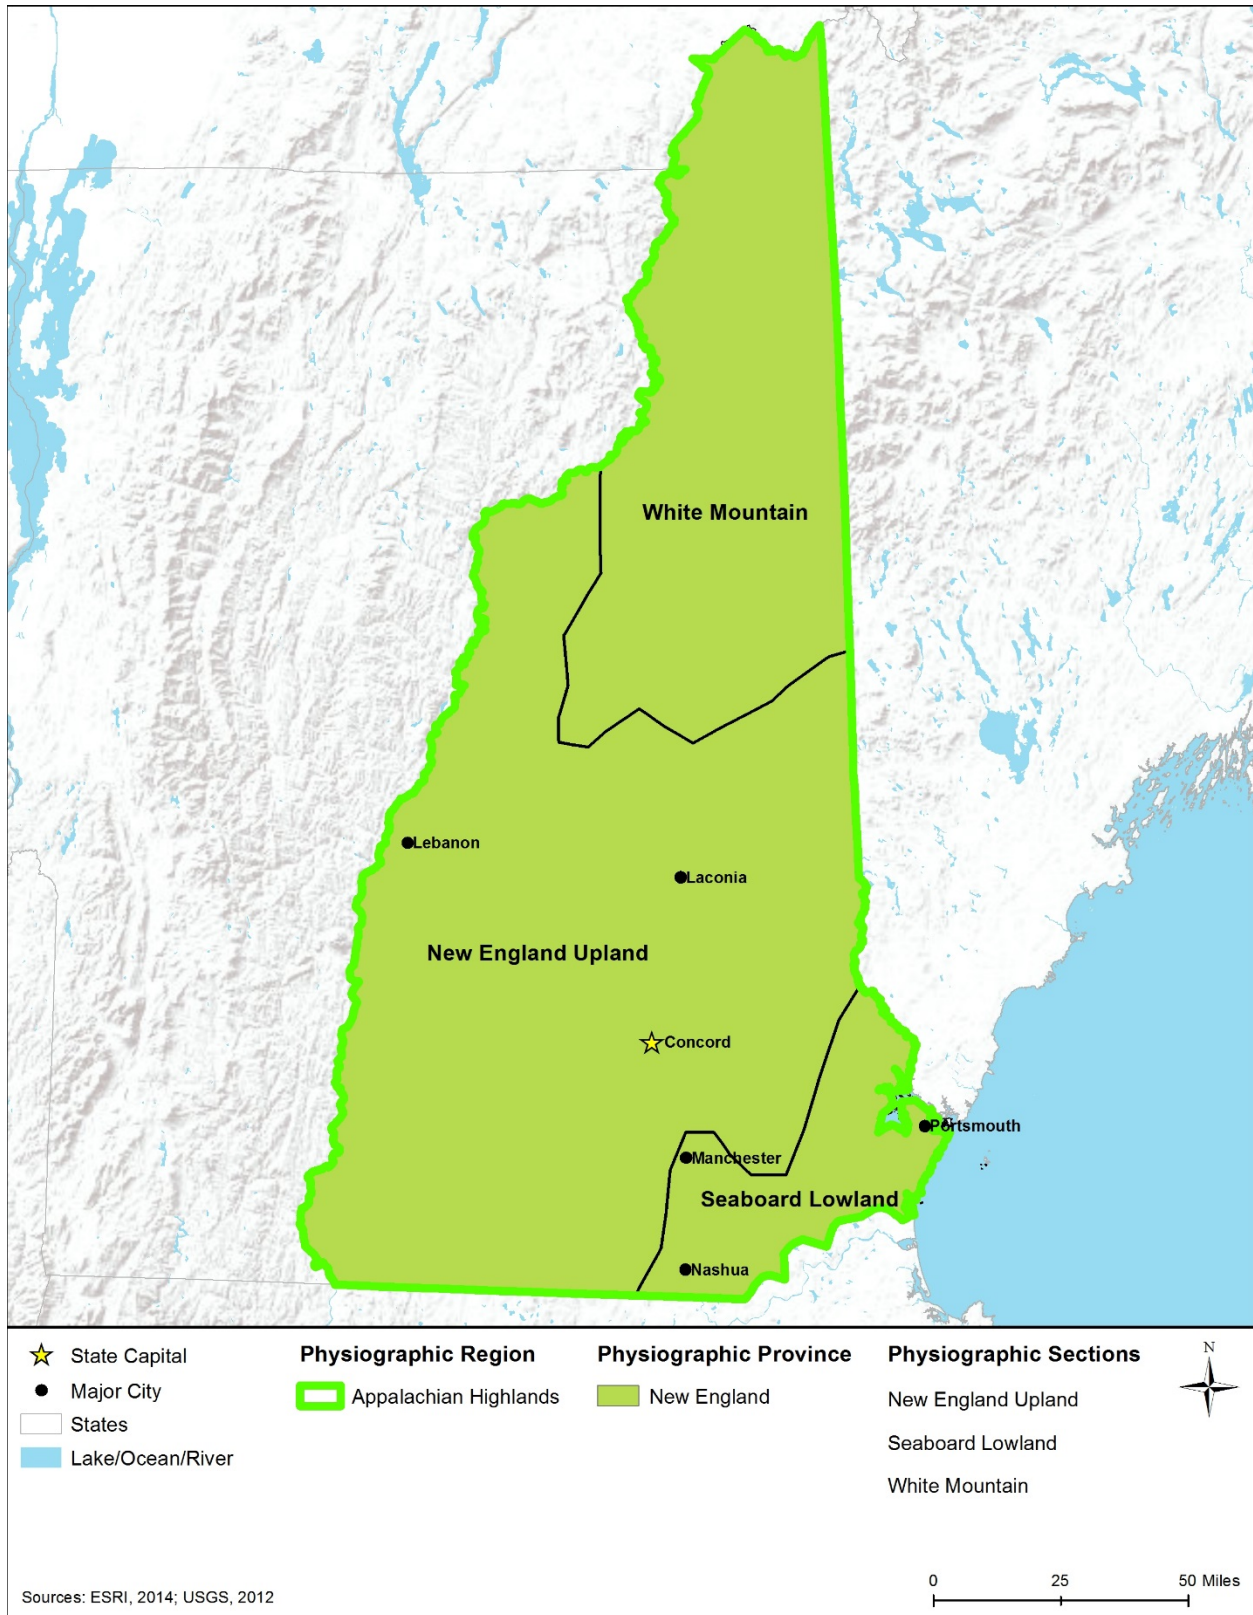 White Mountain
Lebanon
Laconia
New England Upland
Concord
Portsmouth
Manchester
Seaboard Lowland
Nashua
State Capital
Major City
States
Lake/Ocean/River
Physiographic Region
Appalachian Highlands
Physiographic Province
New England
Physiographic Sections
New England Upland
Seaboard Lowland
White Mountain
N
Sources: ESRI, 2014; USGS, 2012
0 25 50 Miles